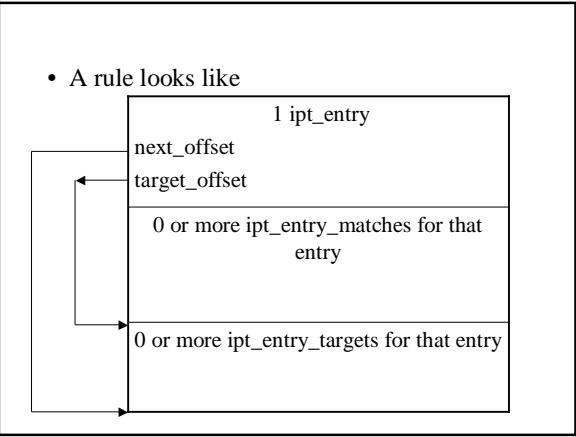 • A rule looks like
1 ipt_entry
next_offset
target_offset
0 or more ipt_entry_matches for that
entry
0 or more ipt_entry_targets for that entry